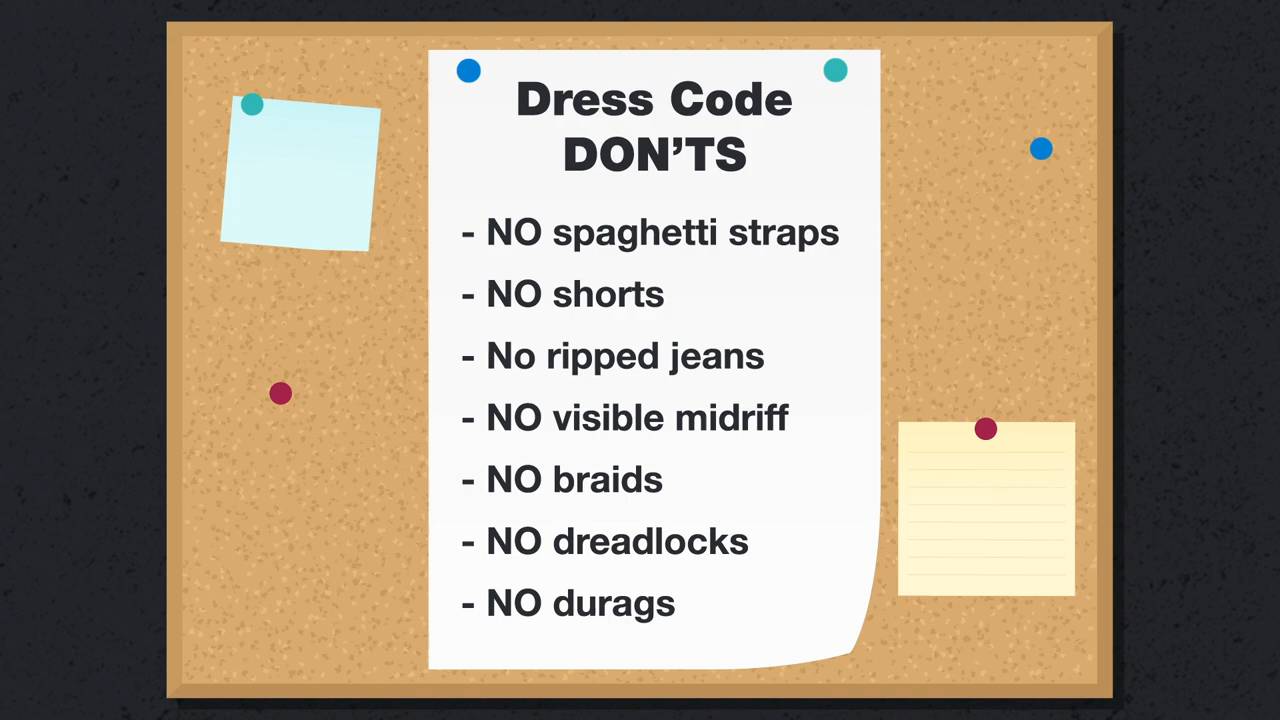 Dress Code
DON’TS
- NO spaghetti straps
- NO shorts
- No ripped jeans
- NO visible midriff
- NO braids
- NO dreadlocks
- NO durags